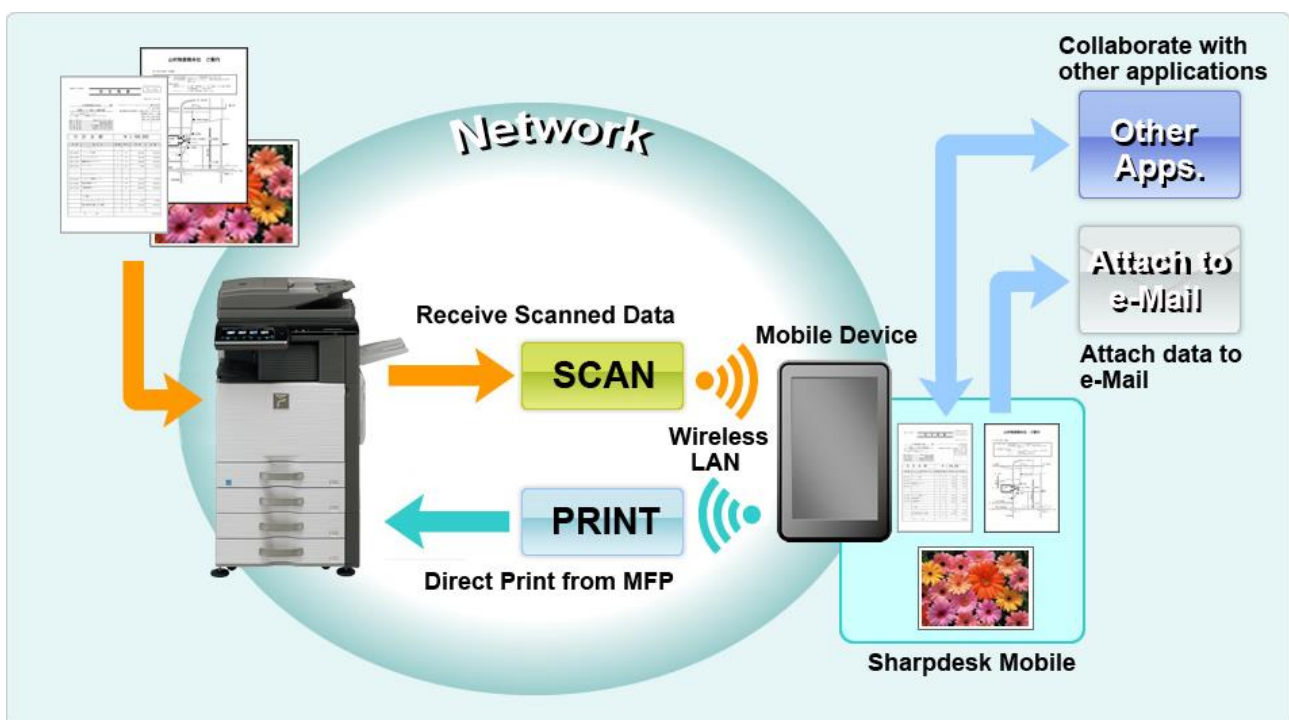 Collaborate with
other applications
Other
Apps.
Network
Attach to
e-Mail
Attach data to
e-Mail
Receive Scanned Data
SCAN
Mobile Device
Wireless
LAN
PRINT
Direct Print from MFP
Sharpdesk Mobile